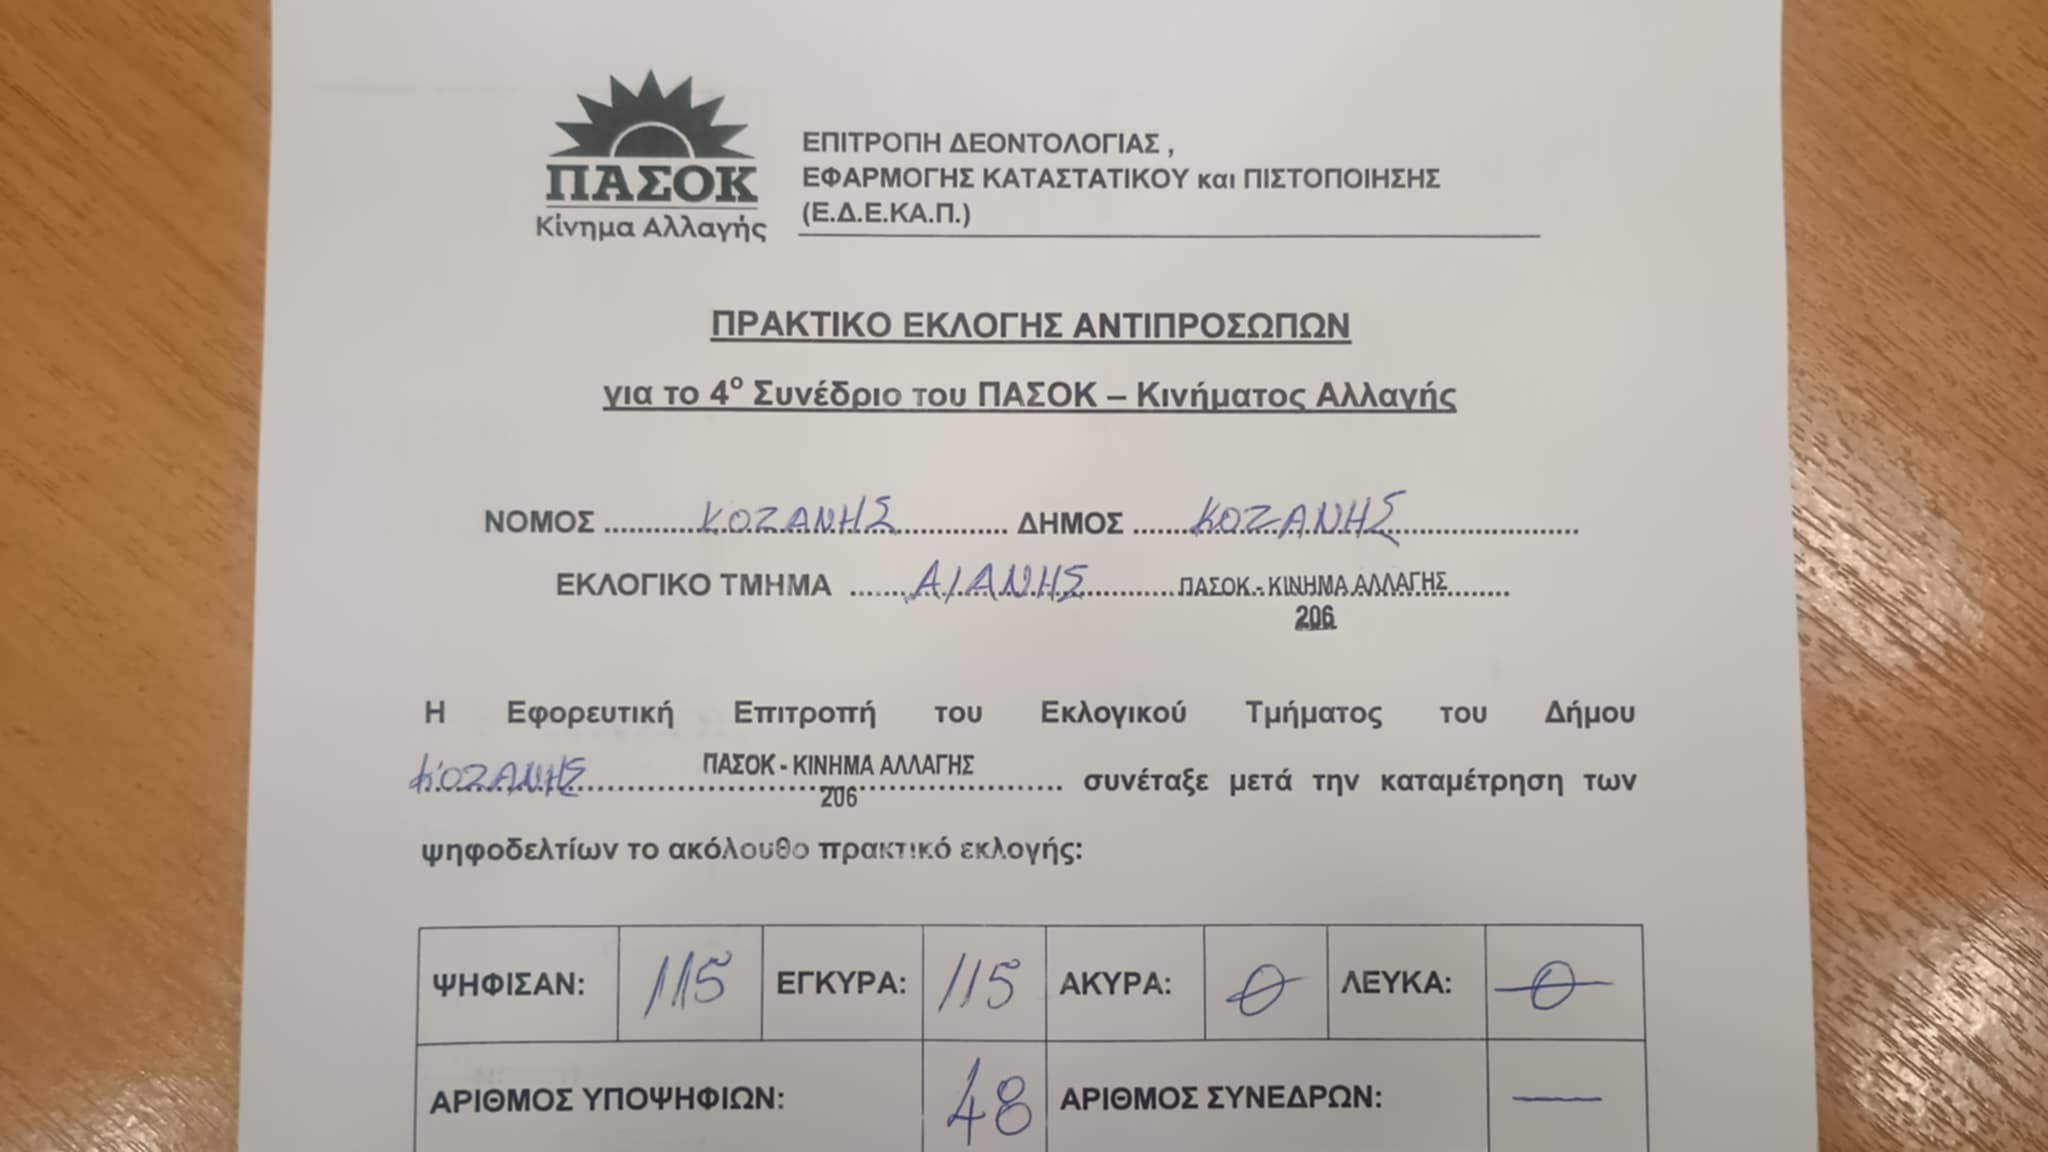 ΠΑΣΟΚ
Κίνημα Αλλαγής
ΕΠΙΤΡΟΠΗ ΔΕΟΝΤΟΛΟΓΙΑΣ ,
ΕΦΑΡΜΟΓΗΣ ΚΑΤΑΣΤΑΤΙΚΟΥ και ΠΙΣΤΟΠΟΙΗΣΗΣ
(Ε.Δ.Ε.ΚΑ.Π.)
ΠΡΑΚΤΙΚΟ ΕΚΛΟΓΗΣ ΑΝΤΙΠΡΟΣΩΠΩΝ
για το 4ο Συνέδριο του ΠΑΣΟΚ – Κινήματος Αλλαγής
ΝΟΜΟΣ ΚΟΖΑΝΗΣ ΔΗΜΟΣ ΚΟΖΑΝΗΣ
ΕΚΛΟΓΙΚΟ ΤΜΗΜΑ ΑΙΑΝΗΣ ΠΑΣΟΚ - ΚΙΝΗΜΑ ΑΛΛΑΓΗΣ
206
Η Εφορευτική Επιτροπή του Εκλογικού Τμήματος του Δήμου
ΚΟΖΑΝΗΣ ΠΑΣΟΚ - ΚΙΝΗΜΑ ΑΛΛΑΓΗΣ συνέταξε μετά την καταμέτρηση των
206
ψηφοδελτίων το ακόλουθο πρακτικό εκλογής:
ΨΗΦΙΣΑΝ: 115 ΕΓΚΥΡΑ: 115 ΑΚΥΡΑ: 0 ΛΕΥΚΑ: 0
ΑΡΙΘΜΟΣ ΥΠΟΨΗΦΙΩΝ: 48 ΑΡΙΘΜΟΣ ΣΥΝΕΔΡΩΝ: —